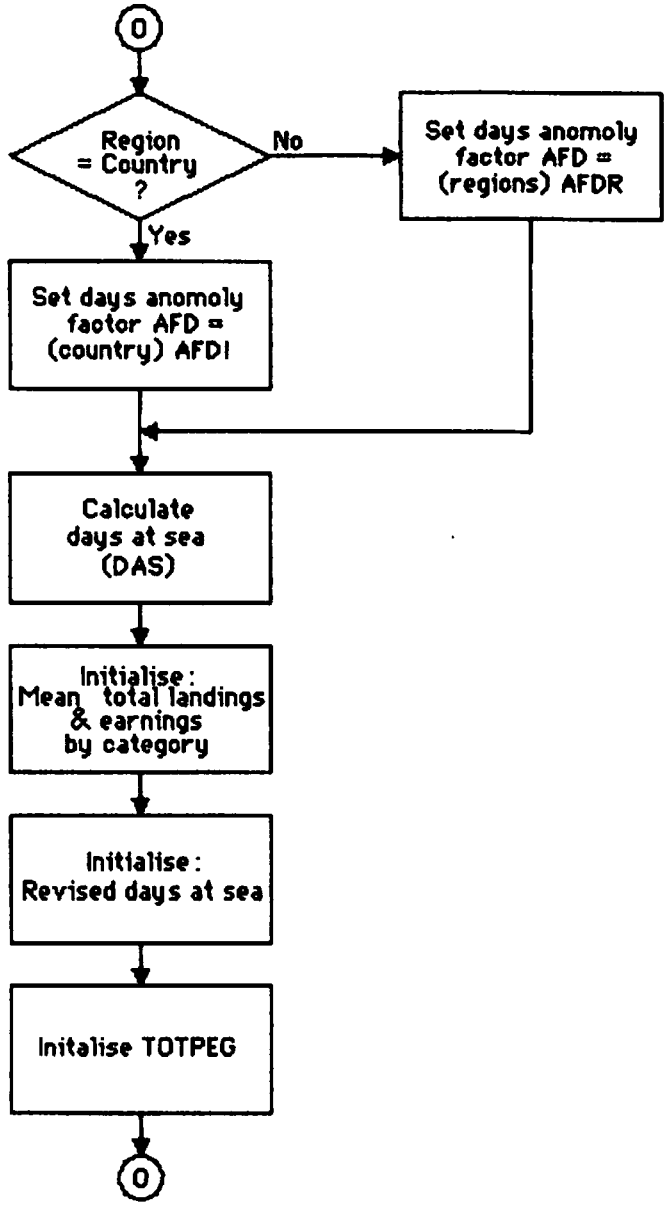 O
Region
= Country
?
No
Set days anomoly
factor AFD =
(regions) AFDR
Yes
Set days anomoly
factor AFD =
(country) AFDI
Calculate
days at sea
(DAS)
Initialise:
Mean total landings
& earnings
by category
Initialise:
Revised days at sea
Initalise TOTPEG
O